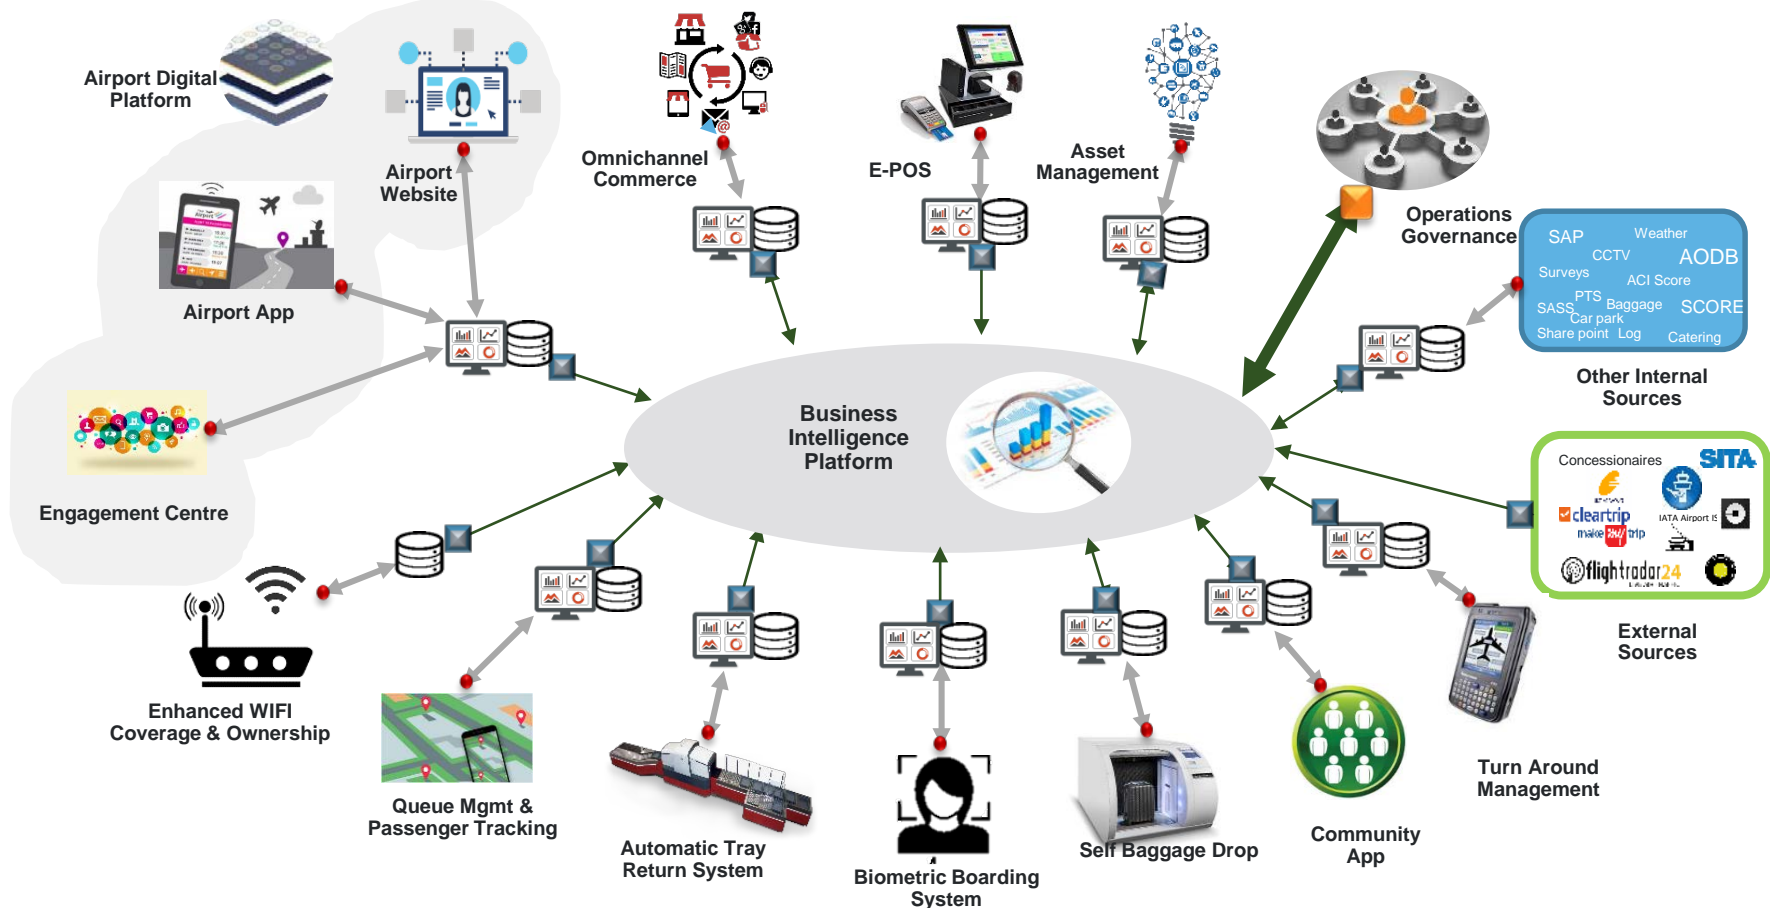 Airport Digital
Platform
Airport
Website
Omnichannel
Commerce
E-POS
Asset
Management
Operations
Governance
SAP
Weather
CCTV
AODB
Surveys
ACI Score
PTS
SASS
Baggage
SCORE
Car park
Share point
Log
Catering
Other Internal
Sources
Airport App
Engagement Centre
Business
Intelligence
Platform
Concessionaires
SITA
cleartrip
IATA Airport IS
make my trip
flightradar24
External
Sources
Enhanced WIFI
Coverage & Ownership
Queue Mgmt &
Passenger Tracking
Automatic Tray
Return System
Biometric Boarding
System
Self Baggage Drop
Community
App
Turn Around
Management